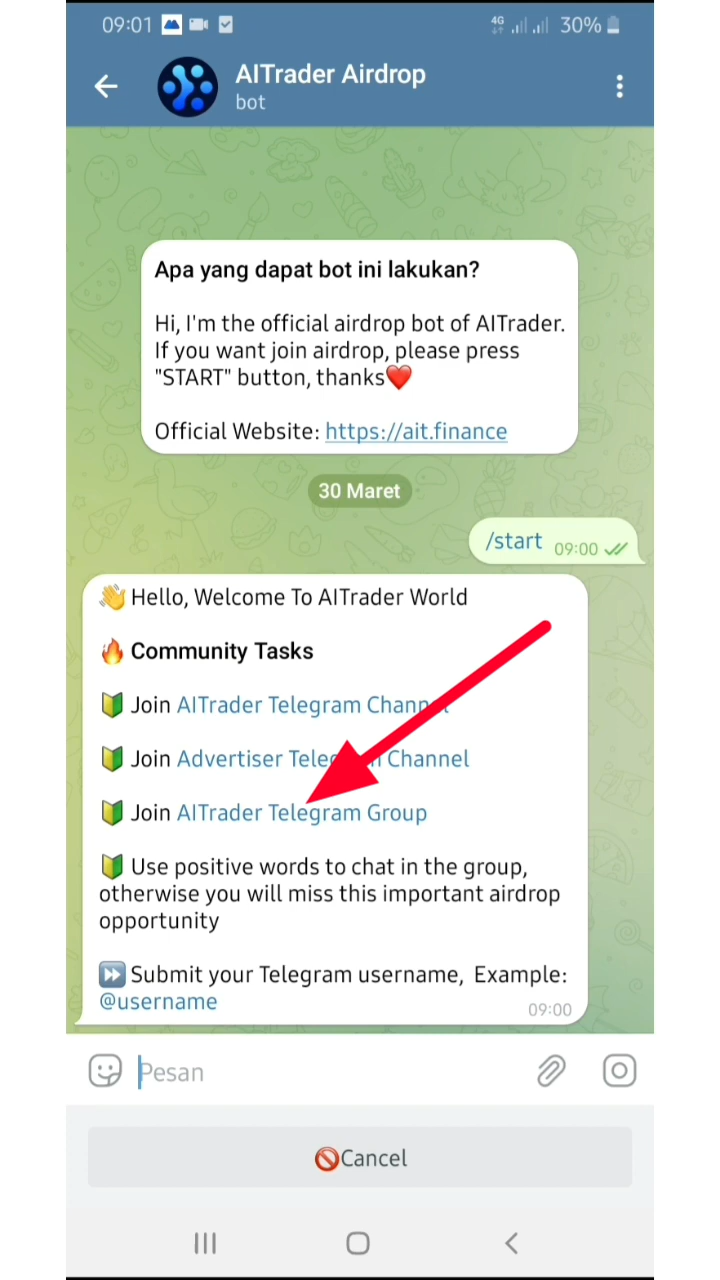 09:01
4G
30%
AITrader Airdrop
bot
Apa yang dapat bot ini lakukan?
Hi, I'm the official airdrop bot of AITrader.
If you want join airdrop, please press
"START" button, thanks❤️
Official Website: https://ait.finance
30 Maret
/start 09:00
👋 Hello, Welcome To AITrader World
🔥 Community Tasks
🔰 Join AITrader Telegram Channel
🔰 Join Advertiser Telegram Channel
🔰 Join AITrader Telegram Group
🔰 Use positive words to chat in the group,
otherwise you will miss this important airdrop
opportunity
⏩ Submit your Telegram username, Example:
@username
09:00
Pesan
🚫Cancel